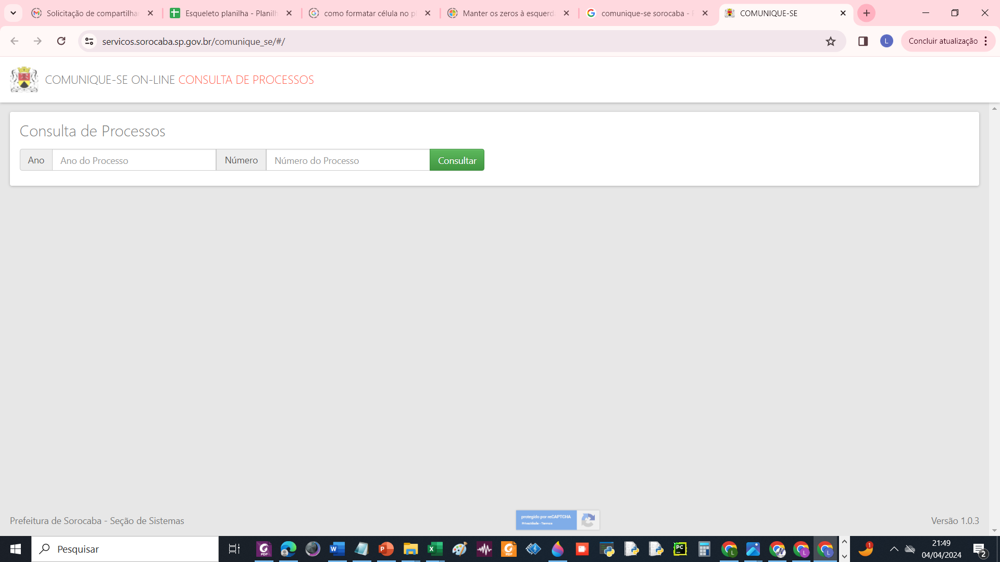 Solicitação de compartilha
Esqueleto planilha - Planilh
como formatar célula no p
Manter os zeros à esquerda
comunique-se sorocaba - P
COMUNIQUE-SE
servicos.sorocaba.sp.gov.br/comunique_se/#/
L
Concluir atualização
COMUNIQUE-SE ON-LINE CONSULTA DE PROCESSOS
Consulta de Processos
Ano Ano do Processo Número Número do Processo Consultar
Prefeitura de Sorocaba - Seção de Sistemas
protegido por reCAPTCHA
Privacidade - Termos
Versão 1.0.3
Pesquisar
21:49
04/04/2024
2